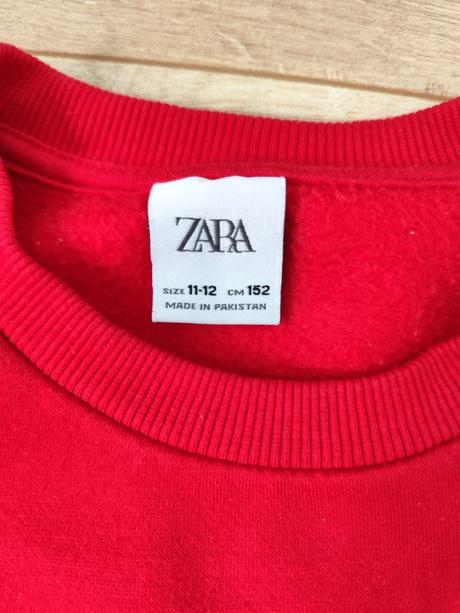 ZARA
SIZE 11-12 CM 152
MADE IN PAKISTAN